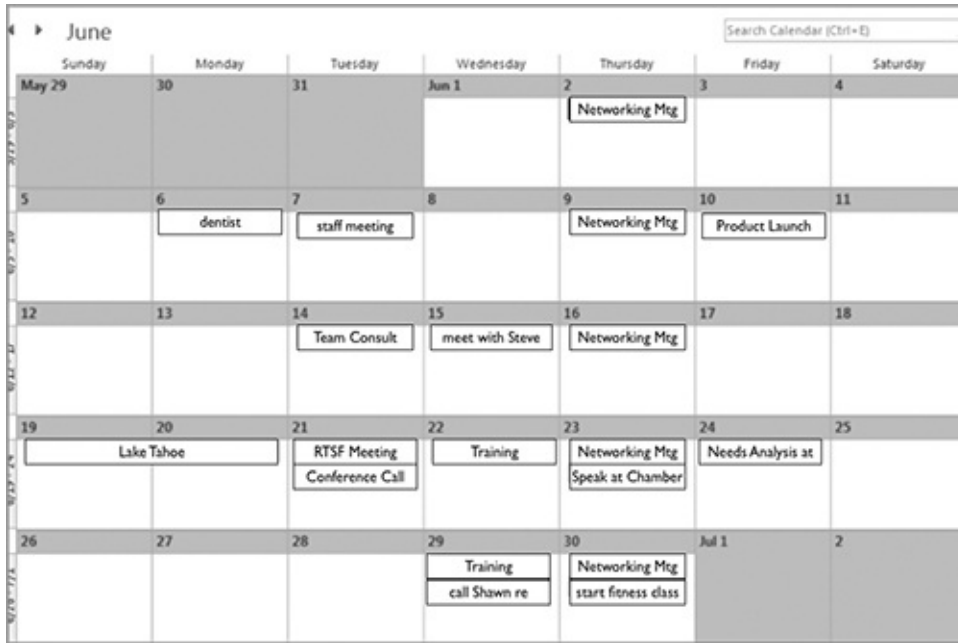 June
Search Calendar (Ctrl+E)
Sunday Monday Tuesday Wednesday Thursday Friday Saturday
May 29 30 31 Jun 1 2 3 4
Networking Mtg
5 6 7 8 9 10 11
dentist staff meeting Networking Mtg Product Launch
12 13 14 15 16 17 18
Team Consult meet with Steve Networking Mtg
19 20 21 22 23 24 25
Lake Tahoe RTSF Meeting Training Networking Mtg Needs Analysis at
Conference Call Speak at Chamber
26 27 28 29 30 Jul 1 2
Training Networking Mtg
call Shawn re start fitness class